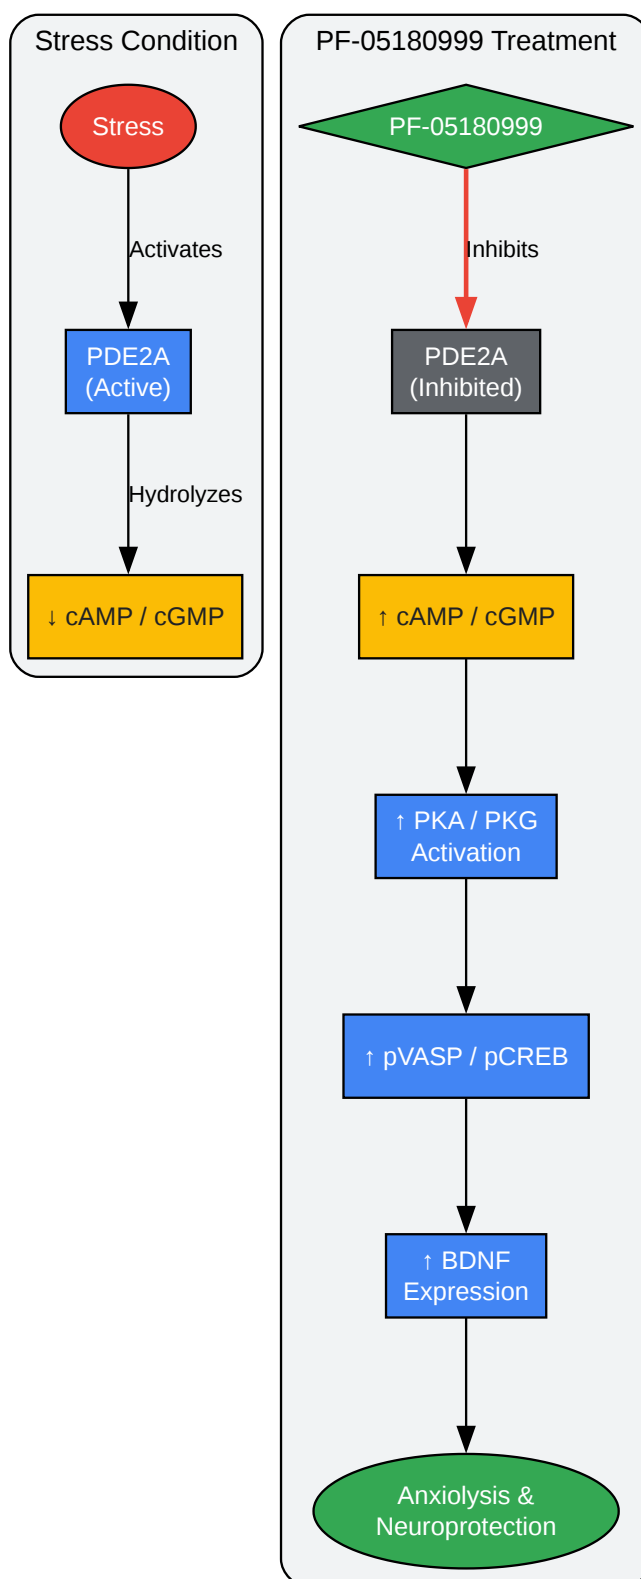 Stress Condition
Stress
Activates
PDE2A
(Active)
Hydrolyzes
↓ cAMP / cGMP
PF-05180999 Treatment
PF-05180999
Inhibits
PDE2A
(Inhibited)
↑ cAMP / cGMP
↑ PKA / PKG
Activation
↑ pVASP / pCREB
↑ BDNF
Expression
Anxiolysis &
Neuroprotection